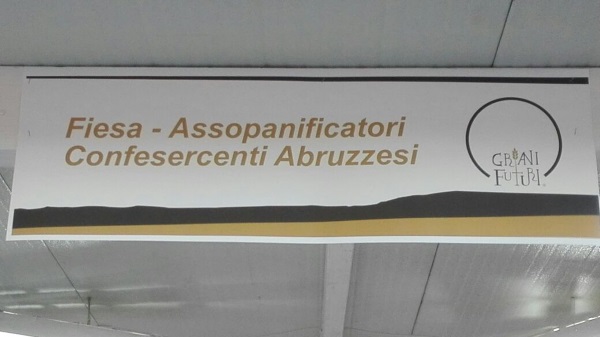 Fiesa - Assopanificatori
Confesercenti Abruzzesi
GRANI
FUTURI